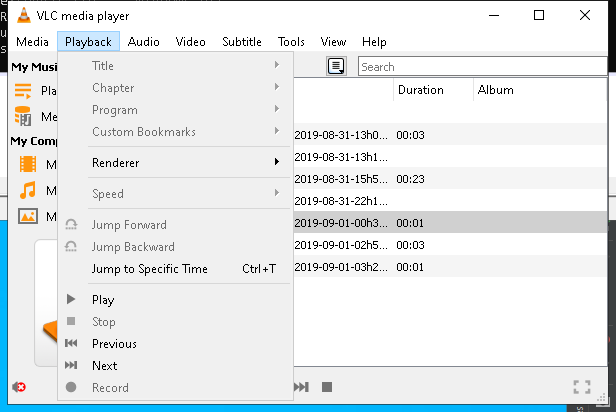 VLC media player
Media Playback Audio Video Subtitle Tools View Help
My Musi
Pla
Me
My Comp
M
M
M
Title
Chapter
Program
Custom Bookmarks
Renderer
Speed
Jump Forward
Jump Backward
Jump to Specific Time Ctrl+T
Play
Stop
Previous
Next
Record
Search
Duration Album
2019-08-31-13h0... 00:03
2019-08-31-13h1...
2019-08-31-15h5... 00:23
2019-08-31-22h1...
2019-09-01-00h3... 00:01
2019-09-01-02h5... 00:03
2019-09-01-03h2... 00:01